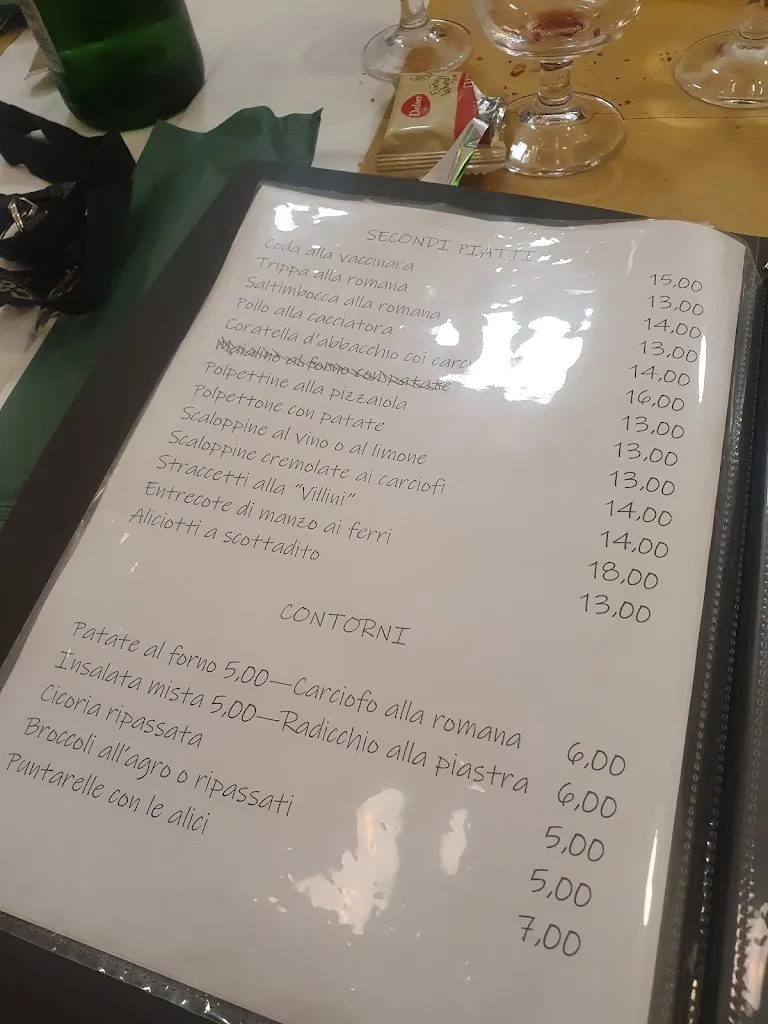 SECONDI PIATTI
Coda alla vaccinara 15,00
Trippa alla romana 13,00
Saltimbocca alla romana 14,00
Pollo alla cacciatora 13,00
Coratella d'abbacchio coi carci 14,00
Maialino al forno con patate 16,00
Polpettine alla pizzaiola 13,00
Polpettone con patate 13,00
Scaloppine al vino o al limone 13,00
Scaloppine cremolate ai carciofi 14,00
Straccetti alla "Villini" 14,00
Entrecote di manzo ai ferri 18,00
Aliciotti a scottadito 13,00
CONTORNI
Patate al forno 5,00—Carciofo alla romana 6,00
Insalata mista 5,00—Radicchio alla piastra 6,00
Cicoria ripassata 5,00
Broccoli all'agro o ripassati 5,00
Puntarelle con le alici 7,00